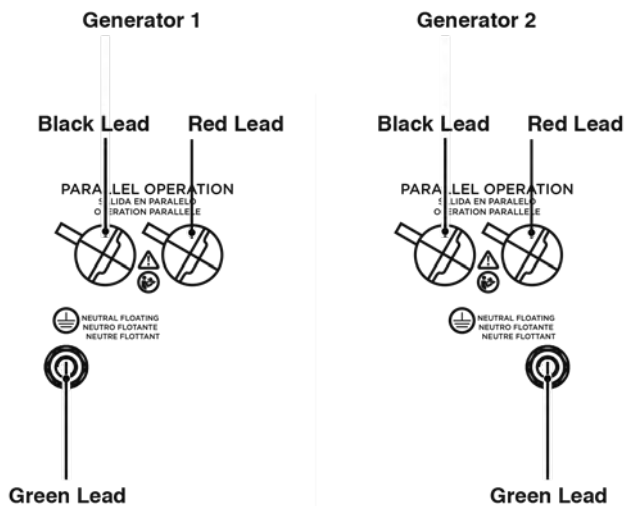 Generator 1
Black Lead Red Lead
PARALLEL OPERATION
SALIDA EN PARALELO
OPERATION PARALLELE
NEUTRAL FLOATING
NEUTRO FLOTANTE
NEUTRE FLOTTANT
Green Lead
Generator 2
Black Lead Red Lead
PARALLEL OPERATION
SALIDA EN PARALELO
OPERATION PARALLELE
NEUTRAL FLOATING
NEUTRO FLOTANTE
NEUTRE FLOTTANT
Green Lead